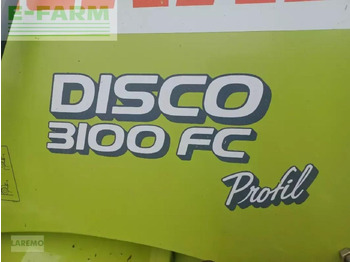 E-FARM
DISCO
3100 FC
Profil
LAREMO